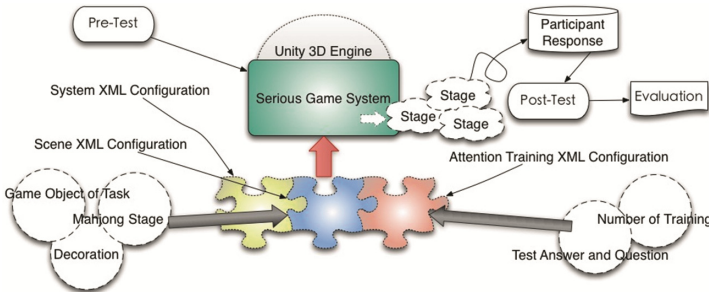 Pre-Test
Unity 3D Engine
Participant
Response
System XML Configuration
Serious Game System
Stage
Stage
Stage
Post-Test
Evaluation
Scene XML Configuration
Attention Training XML Configuration
Game Object of Task
Mahjong Stage
Decoration
Number of Training
Test Answer and Question